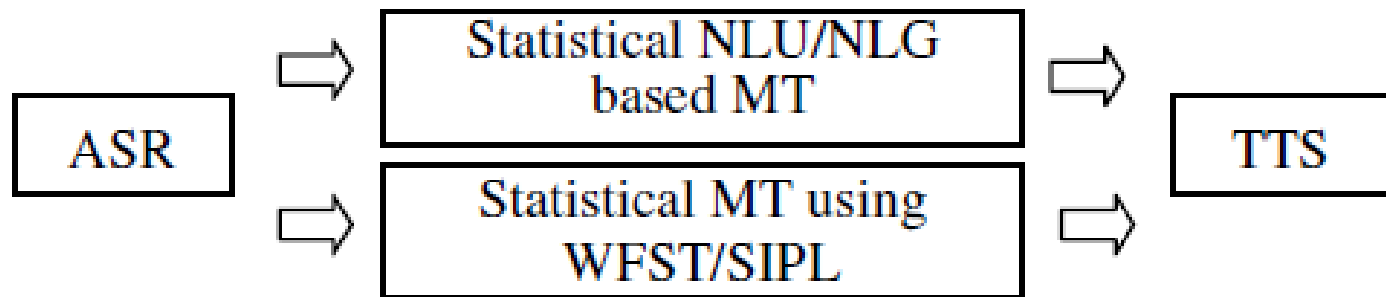 ASR
Statistical NLU/NLG
based MT
Statistical MT using
WFST/SIPL
TTS